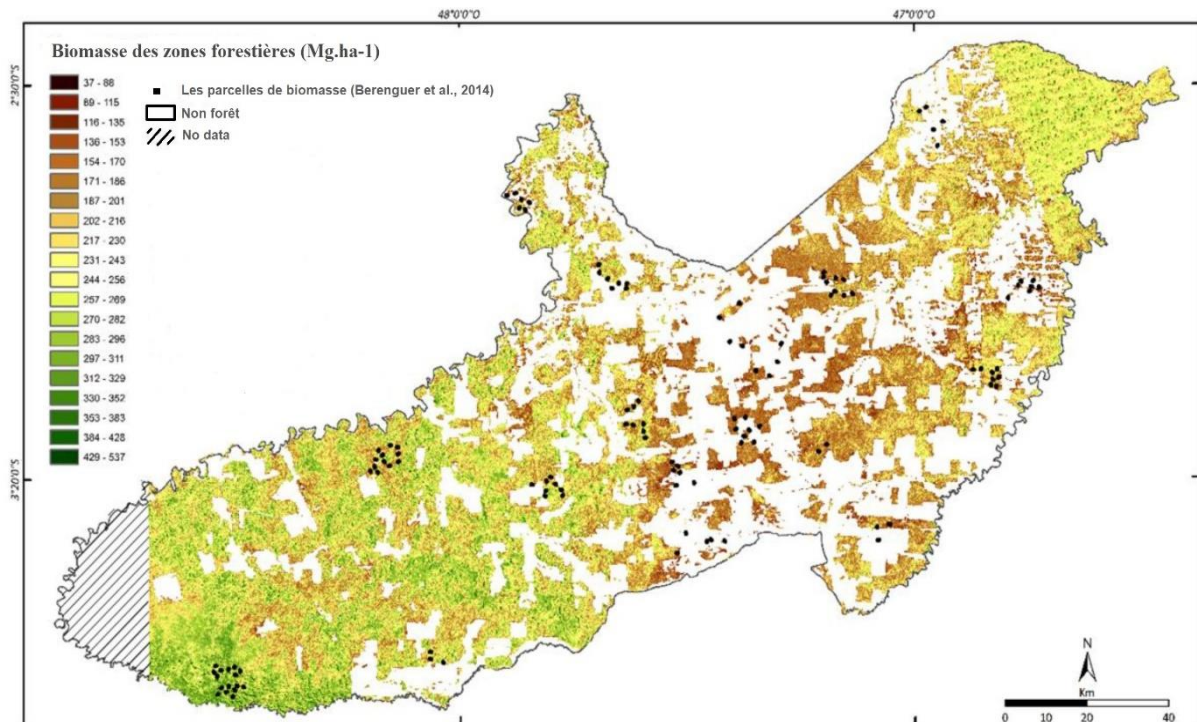 48°0'0"O
47°0'0"O
Biomasse des zones forestières (Mg.ha-1)
2°30'0"S
37 - 88
89 - 115
116 - 135
136 - 153
154 - 170
171 - 186
187 - 201
202 - 216
217 - 230
231 - 243
244 - 256
257 - 269
270 - 282
283 - 296
297 - 311
312 - 329
330 - 352
353 - 383
384 - 428
429 - 537
Les parcelles de biomasse (Berenguer et al., 2014)
Non forêt
No data
3°20'0"S
N
Km
0 10 20 40